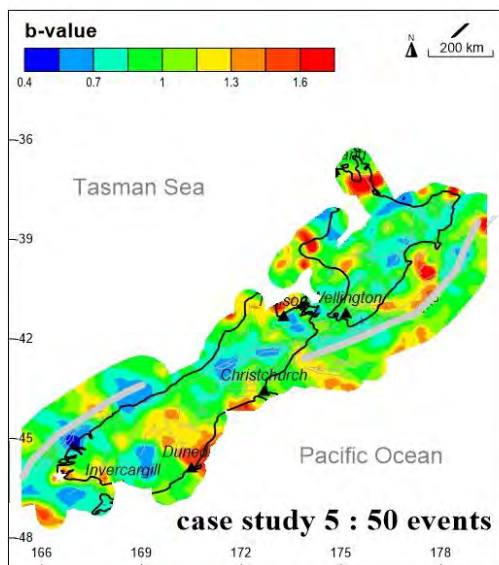 b-value
0.4 0.7 1 1.3 1.6
N
200 km
-36
Tasman Sea
-39
Wellington
-42
Christchurch
-45
Duned
Invercargill
Pacific Ocean
case study 5 : 50 events
-48
166 169 172 175 178